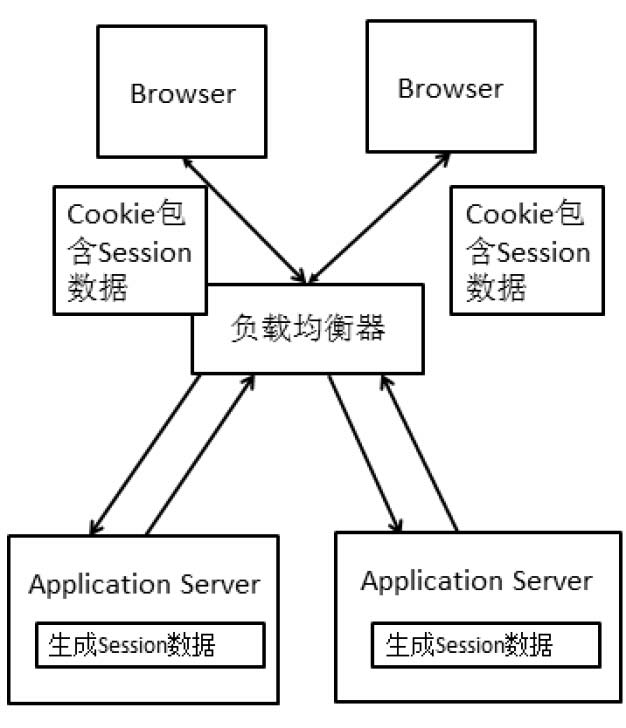 Browser
Browser
Cookie包
含Session
数据
Cookie包
含Session
数据
负载均衡器
Application Server
生成Session数据
Application Server
生成Session数据